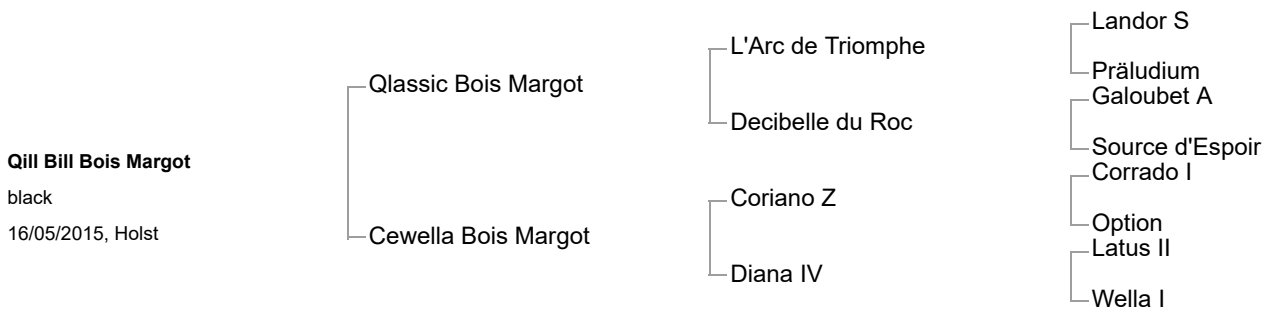 Qill Bill Bois Margot
black
16/05/2015, Holst
Qlassic Bois Margot
Cewella Bois Margot
L'Arc de Triomphe
Decibelle du Roc
Coriano Z
Diana IV
Landor S
Präludium
Galoubet A
Source d'Espoir
Corrado I
Option
Latus II
Wella I